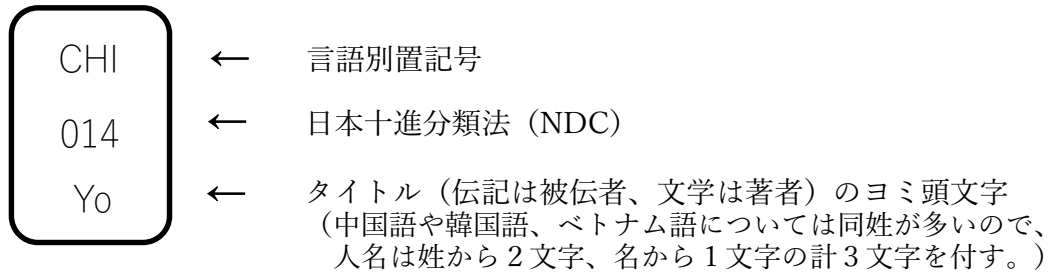 CHI ← 言語別置記号
014 ← 日本十進分類法（NDC）
Yo ← タイトル（伝記は被伝者、文学は著者）のヨミ頭文字
（中国語や韓国語、ベトナム語については同姓が多いので、
人名は姓から２文字、名から１文字の計３文字を付す。）